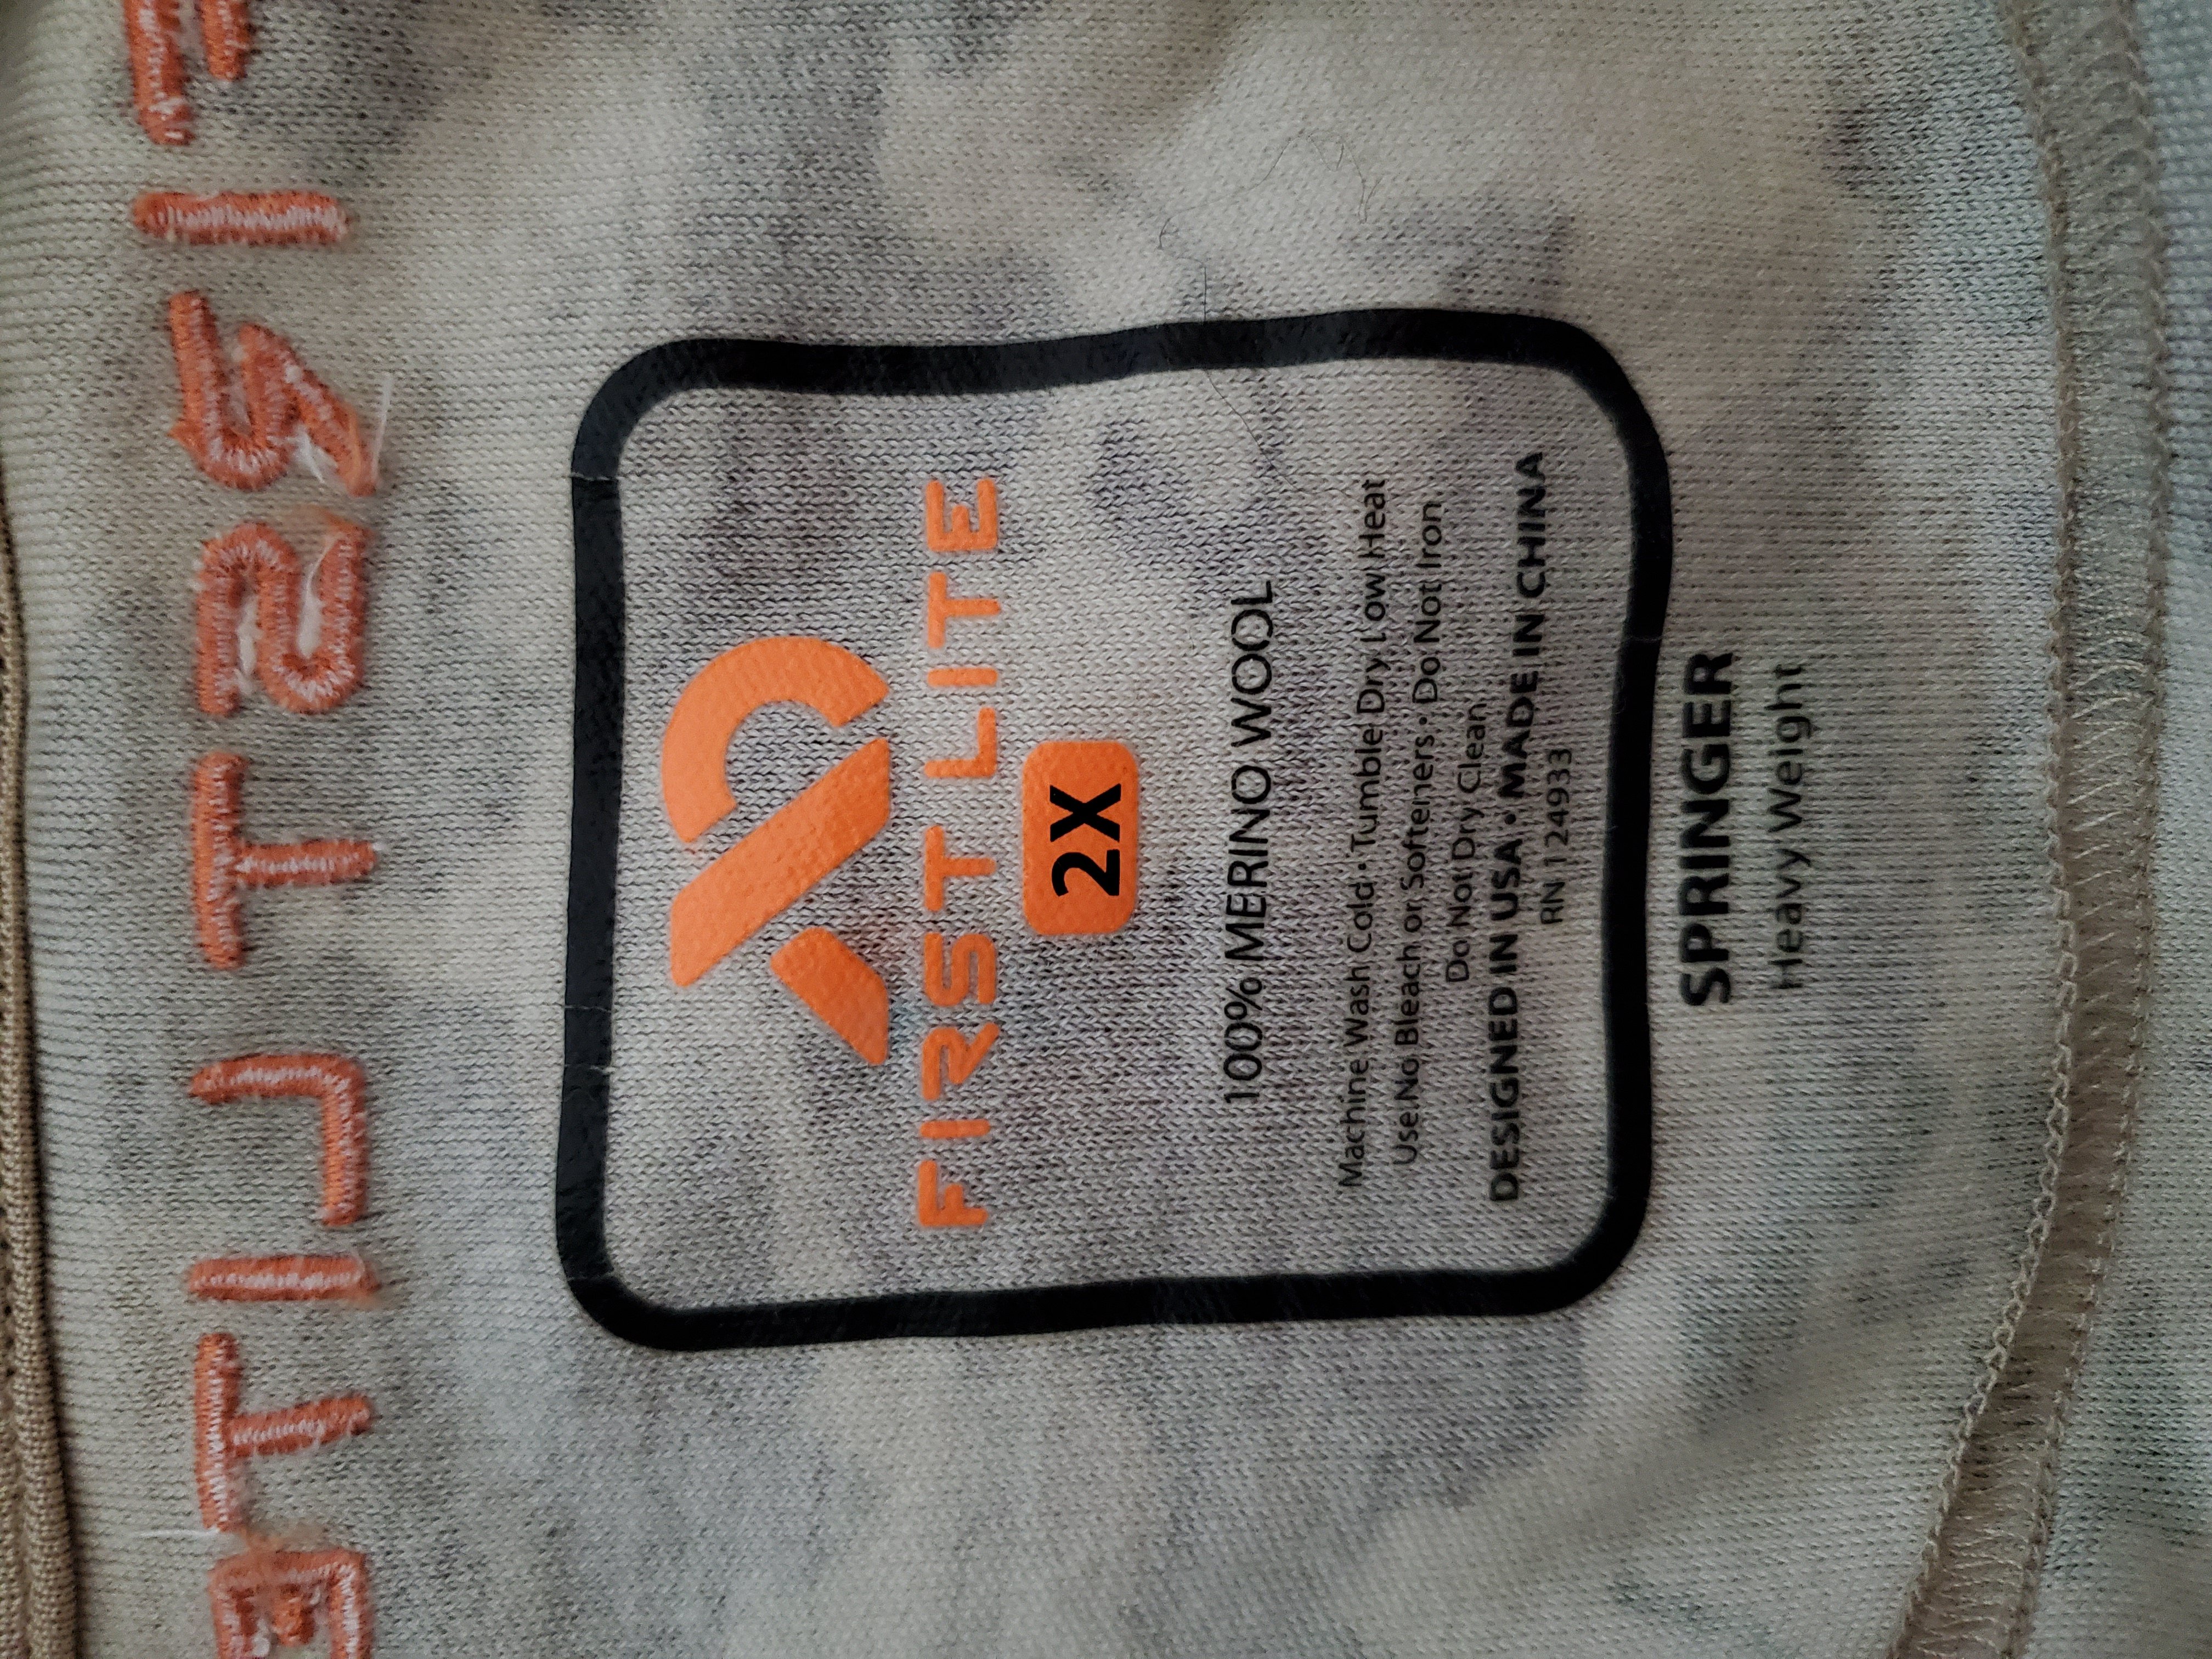 FIRST LITE
2X
100% MERINO WOOL
Machine Wash Cold • Tumble Dry Low Heat
Use No Bleach or Softeners • Do Not Iron
Do Not Dry Clean
DESIGNED IN USA • MADE IN CHINA
RN 124933
SPRINGER
Heavy Weight
FIRST LITE